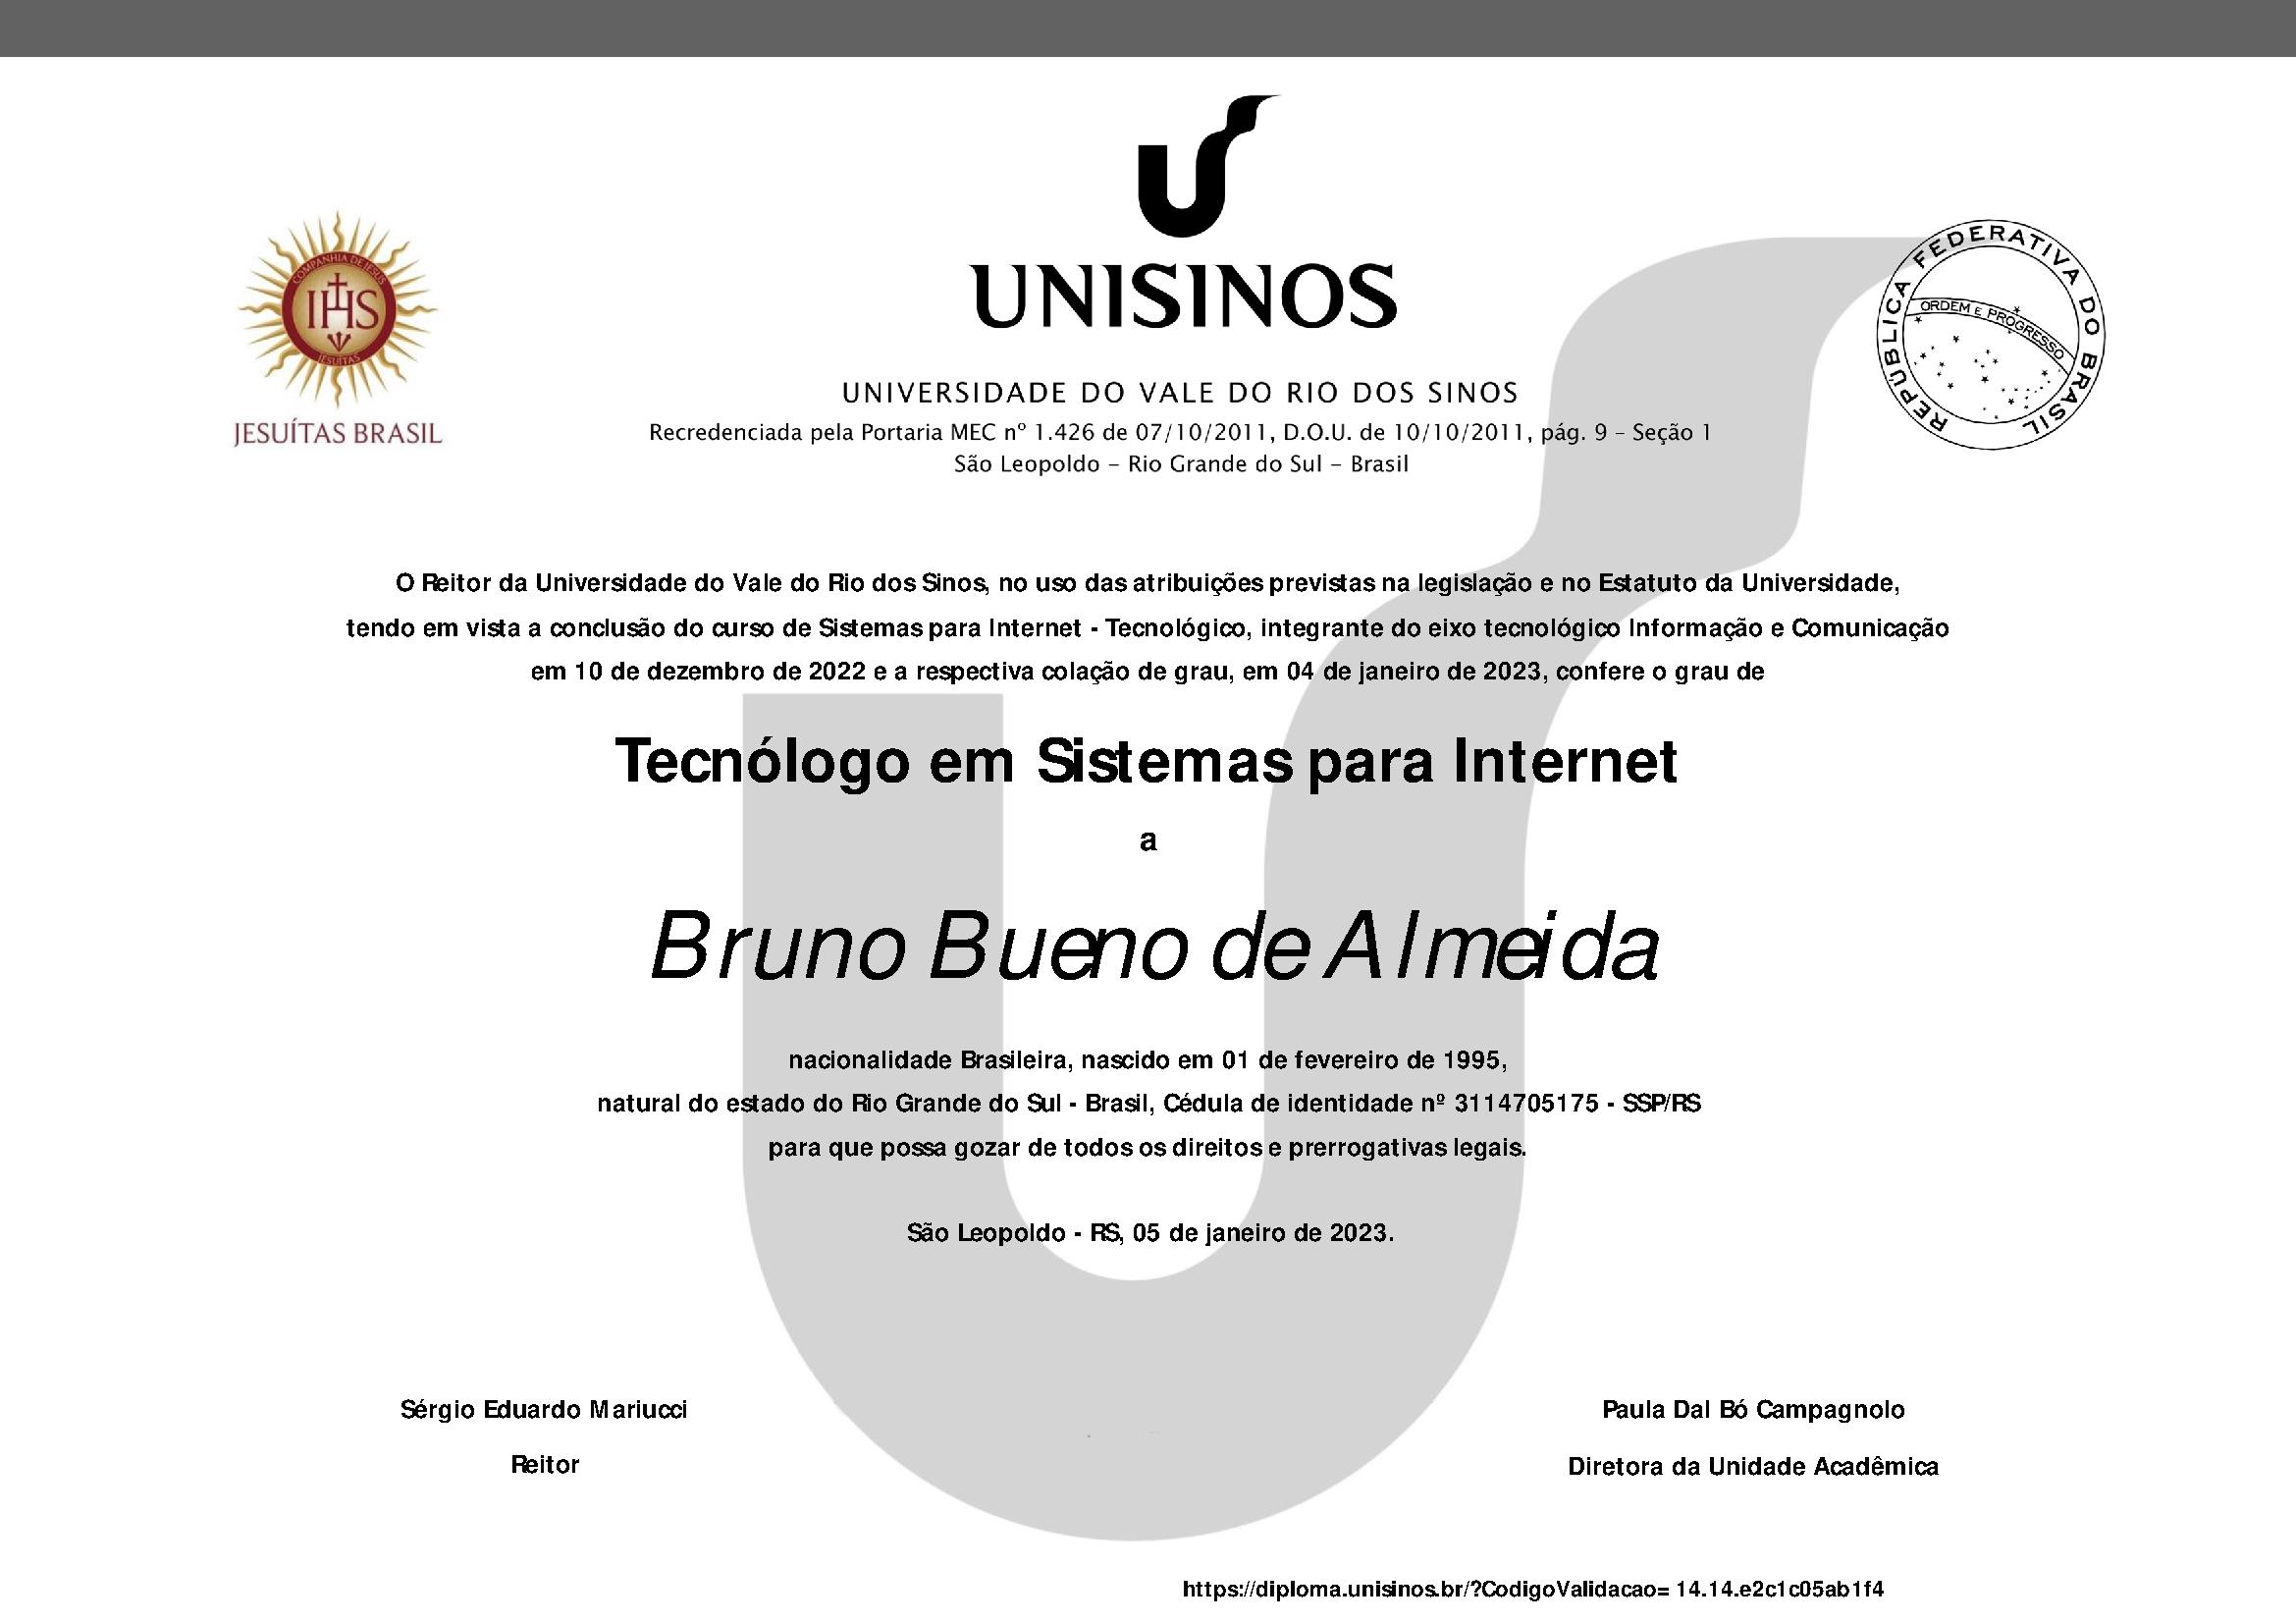 UNISINOS
COMPANHIA DE JESUS
IHS
JESUÍTAS
JESUÍTAS BRASIL
REPÚBLICA FEDERATIVA DO BRASIL
ORDEM E PROGRESSO
UNIVERSIDADE DO VALE DO RIO DOS SINOS
Recredenciada pela Portaria MEC nº 1.426 de 07/10/2011, D.O.U. de 10/10/2011, pág. 9 – Seção 1
São Leopoldo – Rio Grande do Sul – Brasil
O Reitor da Universidade do Vale do Rio dos Sinos, no uso das atribuições previstas na legislação e no Estatuto da Universidade,
tendo em vista a conclusão do curso de Sistemas para Internet - Tecnológico, integrante do eixo tecnológico Informação e Comunicação
em 10 de dezembro de 2022 e a respectiva colação de grau, em 04 de janeiro de 2023, confere o grau de
Tecnólogo em Sistemas para Internet
a
Bruno Bueno de Almeida
nacionalidade Brasileira, nascido em 01 de fevereiro de 1995,
natural do estado do Rio Grande do Sul - Brasil, Cédula de identidade nº 3114705175 - SSP/RS
para que possa gozar de todos os direitos e prerrogativas legais.
São Leopoldo - RS, 05 de janeiro de 2023.
Sérgio Eduardo Mariucci
Reitor
Paula Dal Bó Campagnolo
Diretora da Unidade Acadêmica
https://diploma.unisinos.br/?CodigoValidacao= 14.14.e2c1c05ab1f4